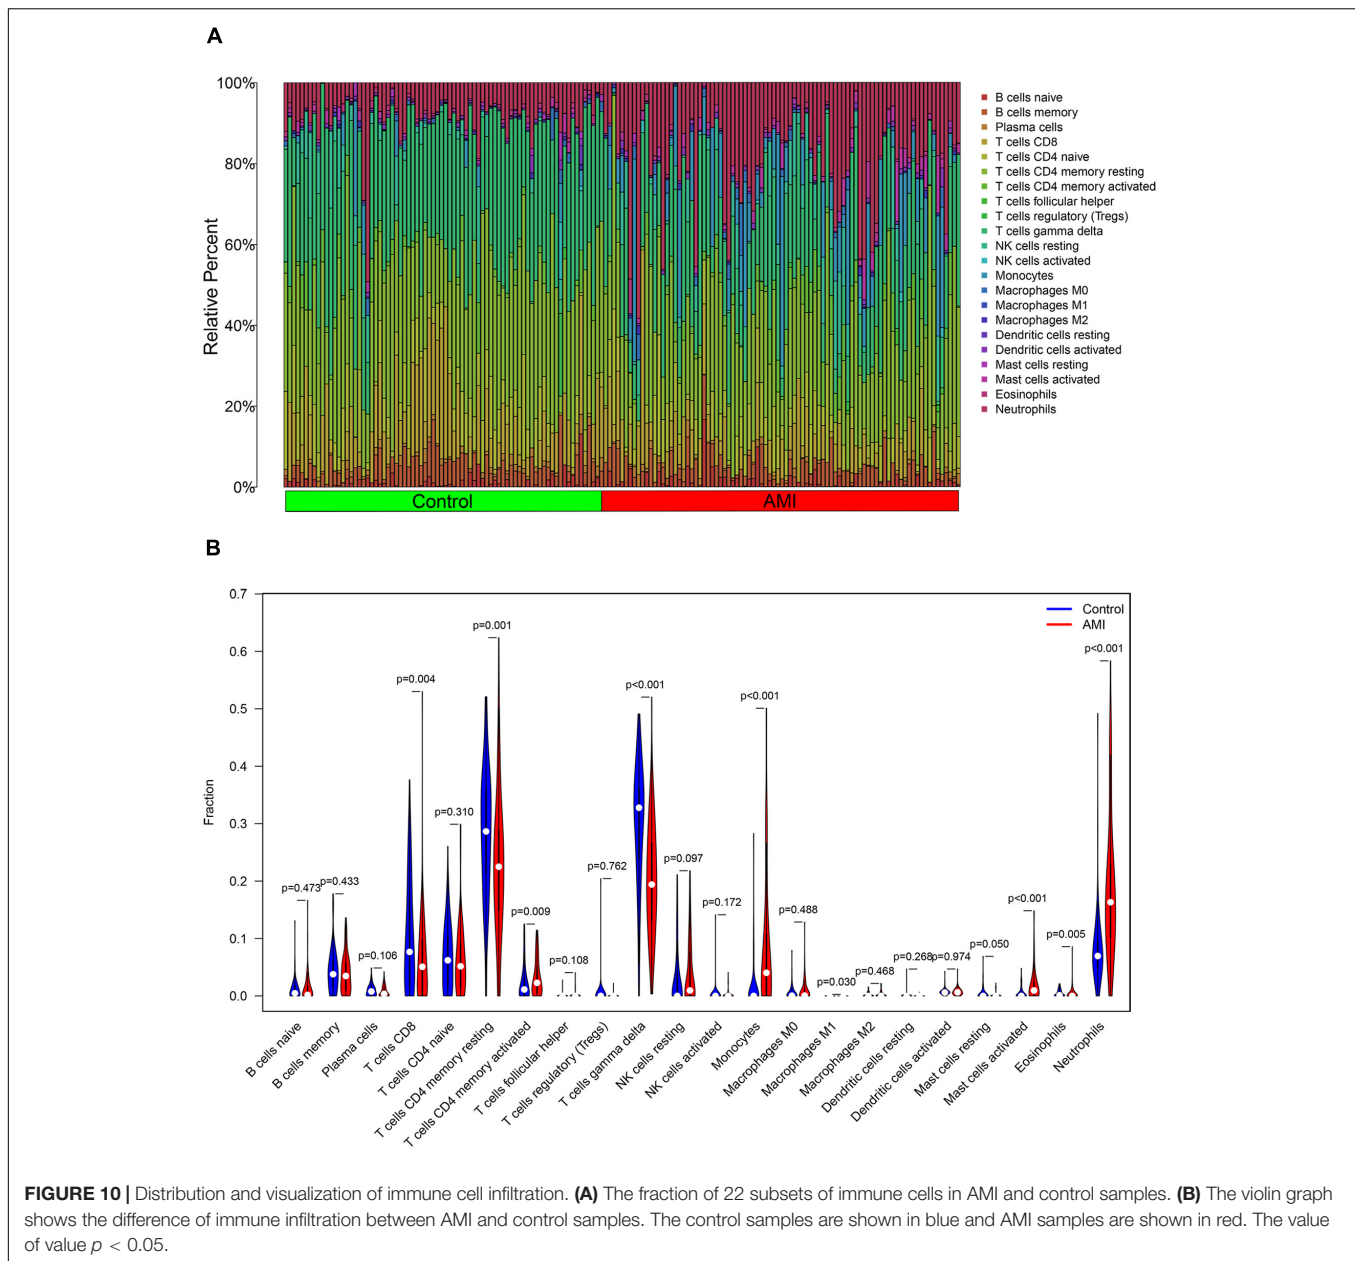 A
100%
80%
60%
40%
20%
0%
Relative Percent
Control
AMI
B cells naive
B cells memory
Plasma cells
T cells CD8
T cells CD4 naive
T cells CD4 memory resting
T cells CD4 memory activated
T cells follicular helper
T cells regulatory (Tregs)
T cells gamma delta
NK cells resting
NK cells activated
Monocytes
Macrophages M0
Macrophages M1
Macrophages M2
Dendritic cells resting
Dendritic cells activated
Mast cells resting
Mast cells activated
Eosinophils
Neutrophils
B
0.7
0.6
0.5
0.4
0.3
0.2
0.1
0.0
Fraction
Control
AMI
p=0.473
p=0.433
p=0.106
p=0.004
p=0.310
p=0.001
p=0.009
p=0.108
p=0.762
p<0.001
p=0.097
p=0.172
p<0.001
p=0.488
p=0.030
p=0.468
p=0.268
p=0.974
p=0.050
p<0.001
p=0.005
p<0.001
B cells naive
B cells memory
Plasma cells
T cells CD8
T cells CD4 naive
T cells CD4 memory resting
T cells CD4 memory activated
T cells follicular helper
T cells regulatory (Tregs)
T cells gamma delta
NK cells resting
NK cells activated
Monocytes
Macrophages M0
Macrophages M1
Macrophages M2
Dendritic cells resting
Dendritic cells activated
Mast cells resting
Mast cells activated
Eosinophils
Neutrophils
FIGURE 10 | Distribution and visualization of immune cell infiltration. (A) The fraction of 22 subsets of immune cells in AMI and control samples. (B) The violin graph
shows the difference of immune infiltration between AMI and control samples. The control samples are shown in blue and AMI samples are shown in red. The value
of value p < 0.05.